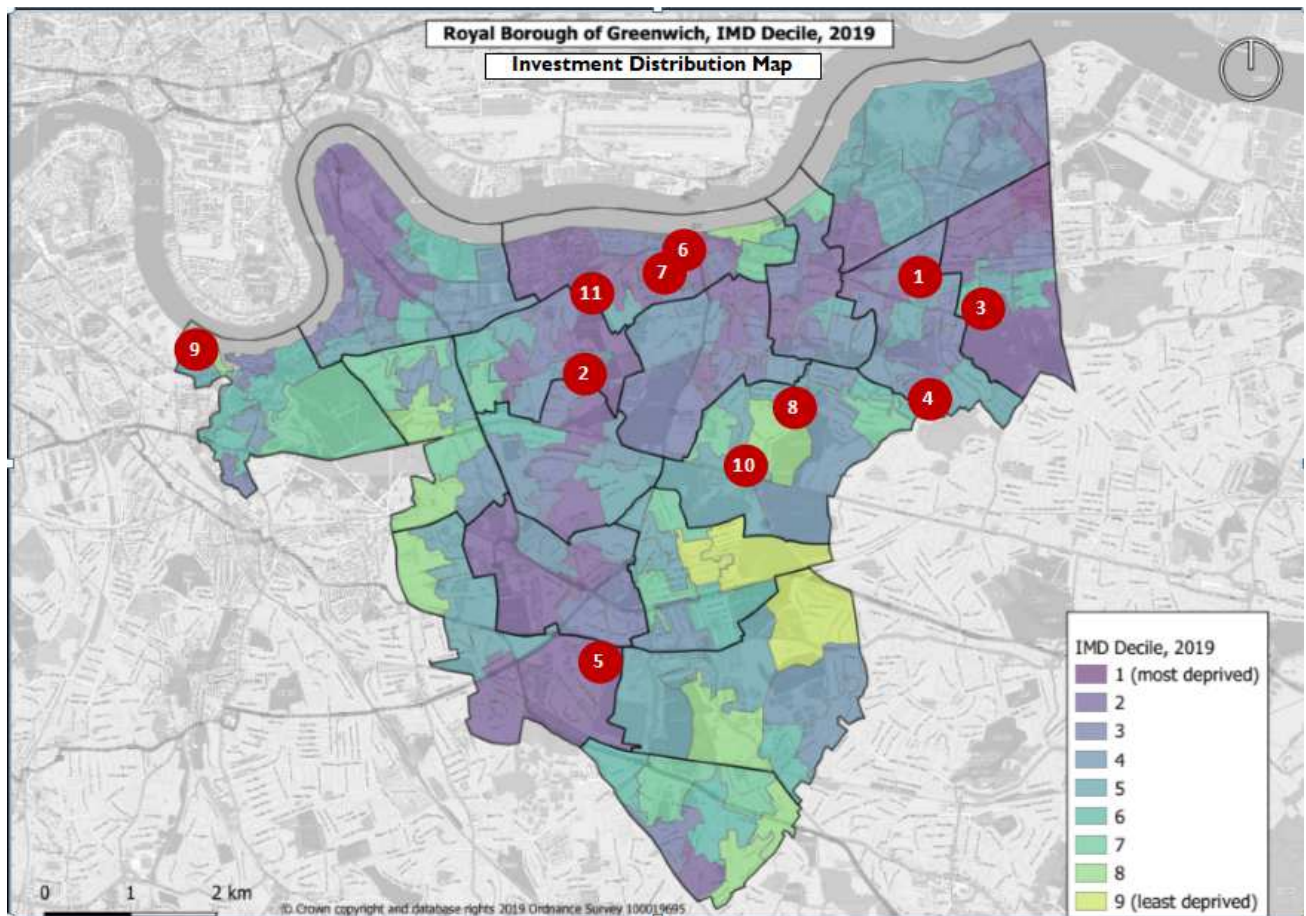 Royal Borough of Greenwich, IMD Decile, 2019
Investment Distribution Map
6
7
1
11
3
9
2
4
8
10
5
IMD Decile, 2019
1 (most deprived)
2
3
4
5
6
7
8
9 (least deprived)
0 1 2 km
© Crown copyright and database rights 2019 Ordnance Survey 100019695